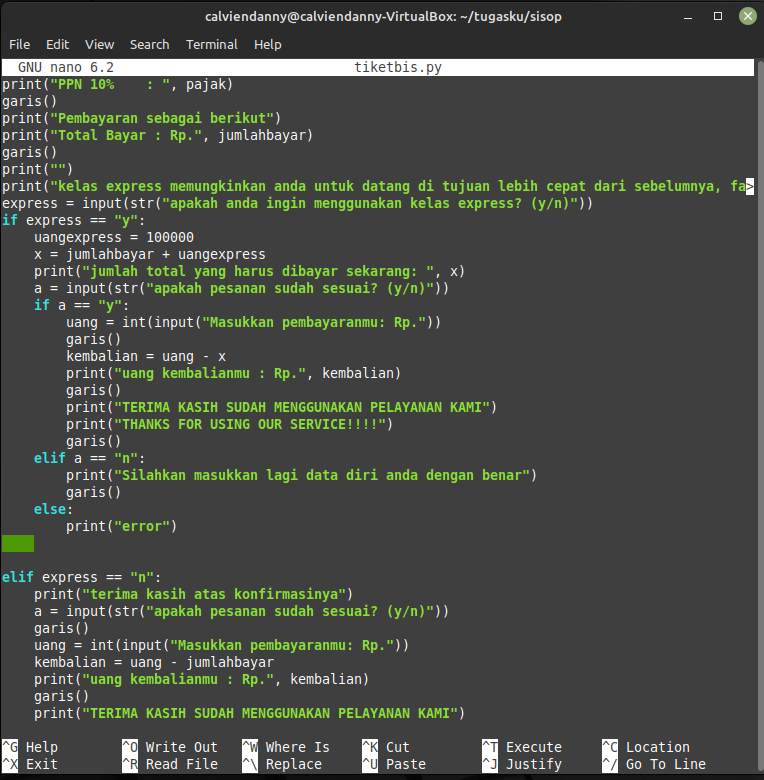 calviendanny@calviendanny-VirtualBox: ~/tugasku/sisop
File Edit View Search Terminal Help
GNU nano 6.2 tiketbis.py
print("PPN 10%    : ", pajak)
garis()
print("Pembayaran sebagai berikut")
print("Total Bayar : Rp.", jumlahbayar)
garis()
print("")
print("kelas express memungkinkan anda untuk datang di tujuan lebih cepat dari sebelumnya, fa>
express = input(str("apakah anda ingin menggunakan kelas express? (y/n)"))
if express == "y":
    uangexpress = 100000
    x = jumlahbayar + uangexpress
    print("jumlah total yang harus dibayar sekarang: ", x)
    a = input(str("apakah pesanan sudah sesuai? (y/n)"))
    if a == "y":
        uang = int(input("Masukkan pembayaranmu: Rp."))
        garis()
        kembalian = uang - x
        print("uang kembalianmu : Rp.", kembalian)
        garis()
        print("TERIMA KASIH SUDAH MENGGUNAKAN PELAYANAN KAMI")
        print("THANKS FOR USING OUR SERVICE!!!!")
        garis()
    elif a == "n":
        print("Silahkan masukkan lagi data diri anda dengan benar")
        garis()
    else:
        print("error")
elif express == "n":
    print("terima kasih atas konfirmasinya")
    a = input(str("apakah pesanan sudah sesuai? (y/n)"))
    garis()
    uang = int(input("Masukkan pembayaranmu: Rp."))
    kembalian = uang - jumlahbayar
    print("uang kembalianmu : Rp.", kembalian)
    garis()
    print("TERIMA KASIH SUDAH MENGGUNAKAN PELAYANAN KAMI")
^G Help ^O Write Out ^W Where Is ^K Cut ^T Execute ^C Location
^X Exit ^R Read File ^\ Replace ^U Paste ^J Justify ^/ Go To Line